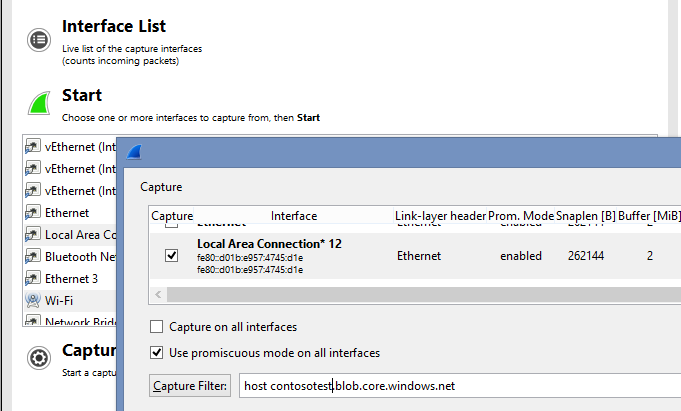 Interface List
Live list of the capture interfaces
(counts incoming packets)
Start
Choose one or more interfaces to capture from, then Start
vEthernet (Int
vEthernet (Int
vEthernet (Int
Ethernet
Local Area Co
Bluetooth Ne
Ethernet 3
Wi-Fi
Network Bridg
Captur
Start a captu
Capture
Capture Interface Link-layer header Prom. Mode Snaplen [B] Buffer [MiB]
Ethernet enabled 262144 2
Local Area Connection* 12
fe80::d01b:e957:4745:d1e Ethernet enabled 262144 2
fe80::d01b:e957:4745:d1e
Capture on all interfaces
Use promiscuous mode on all interfaces
Capture Filter: host contosotest.blob.core.windows.net